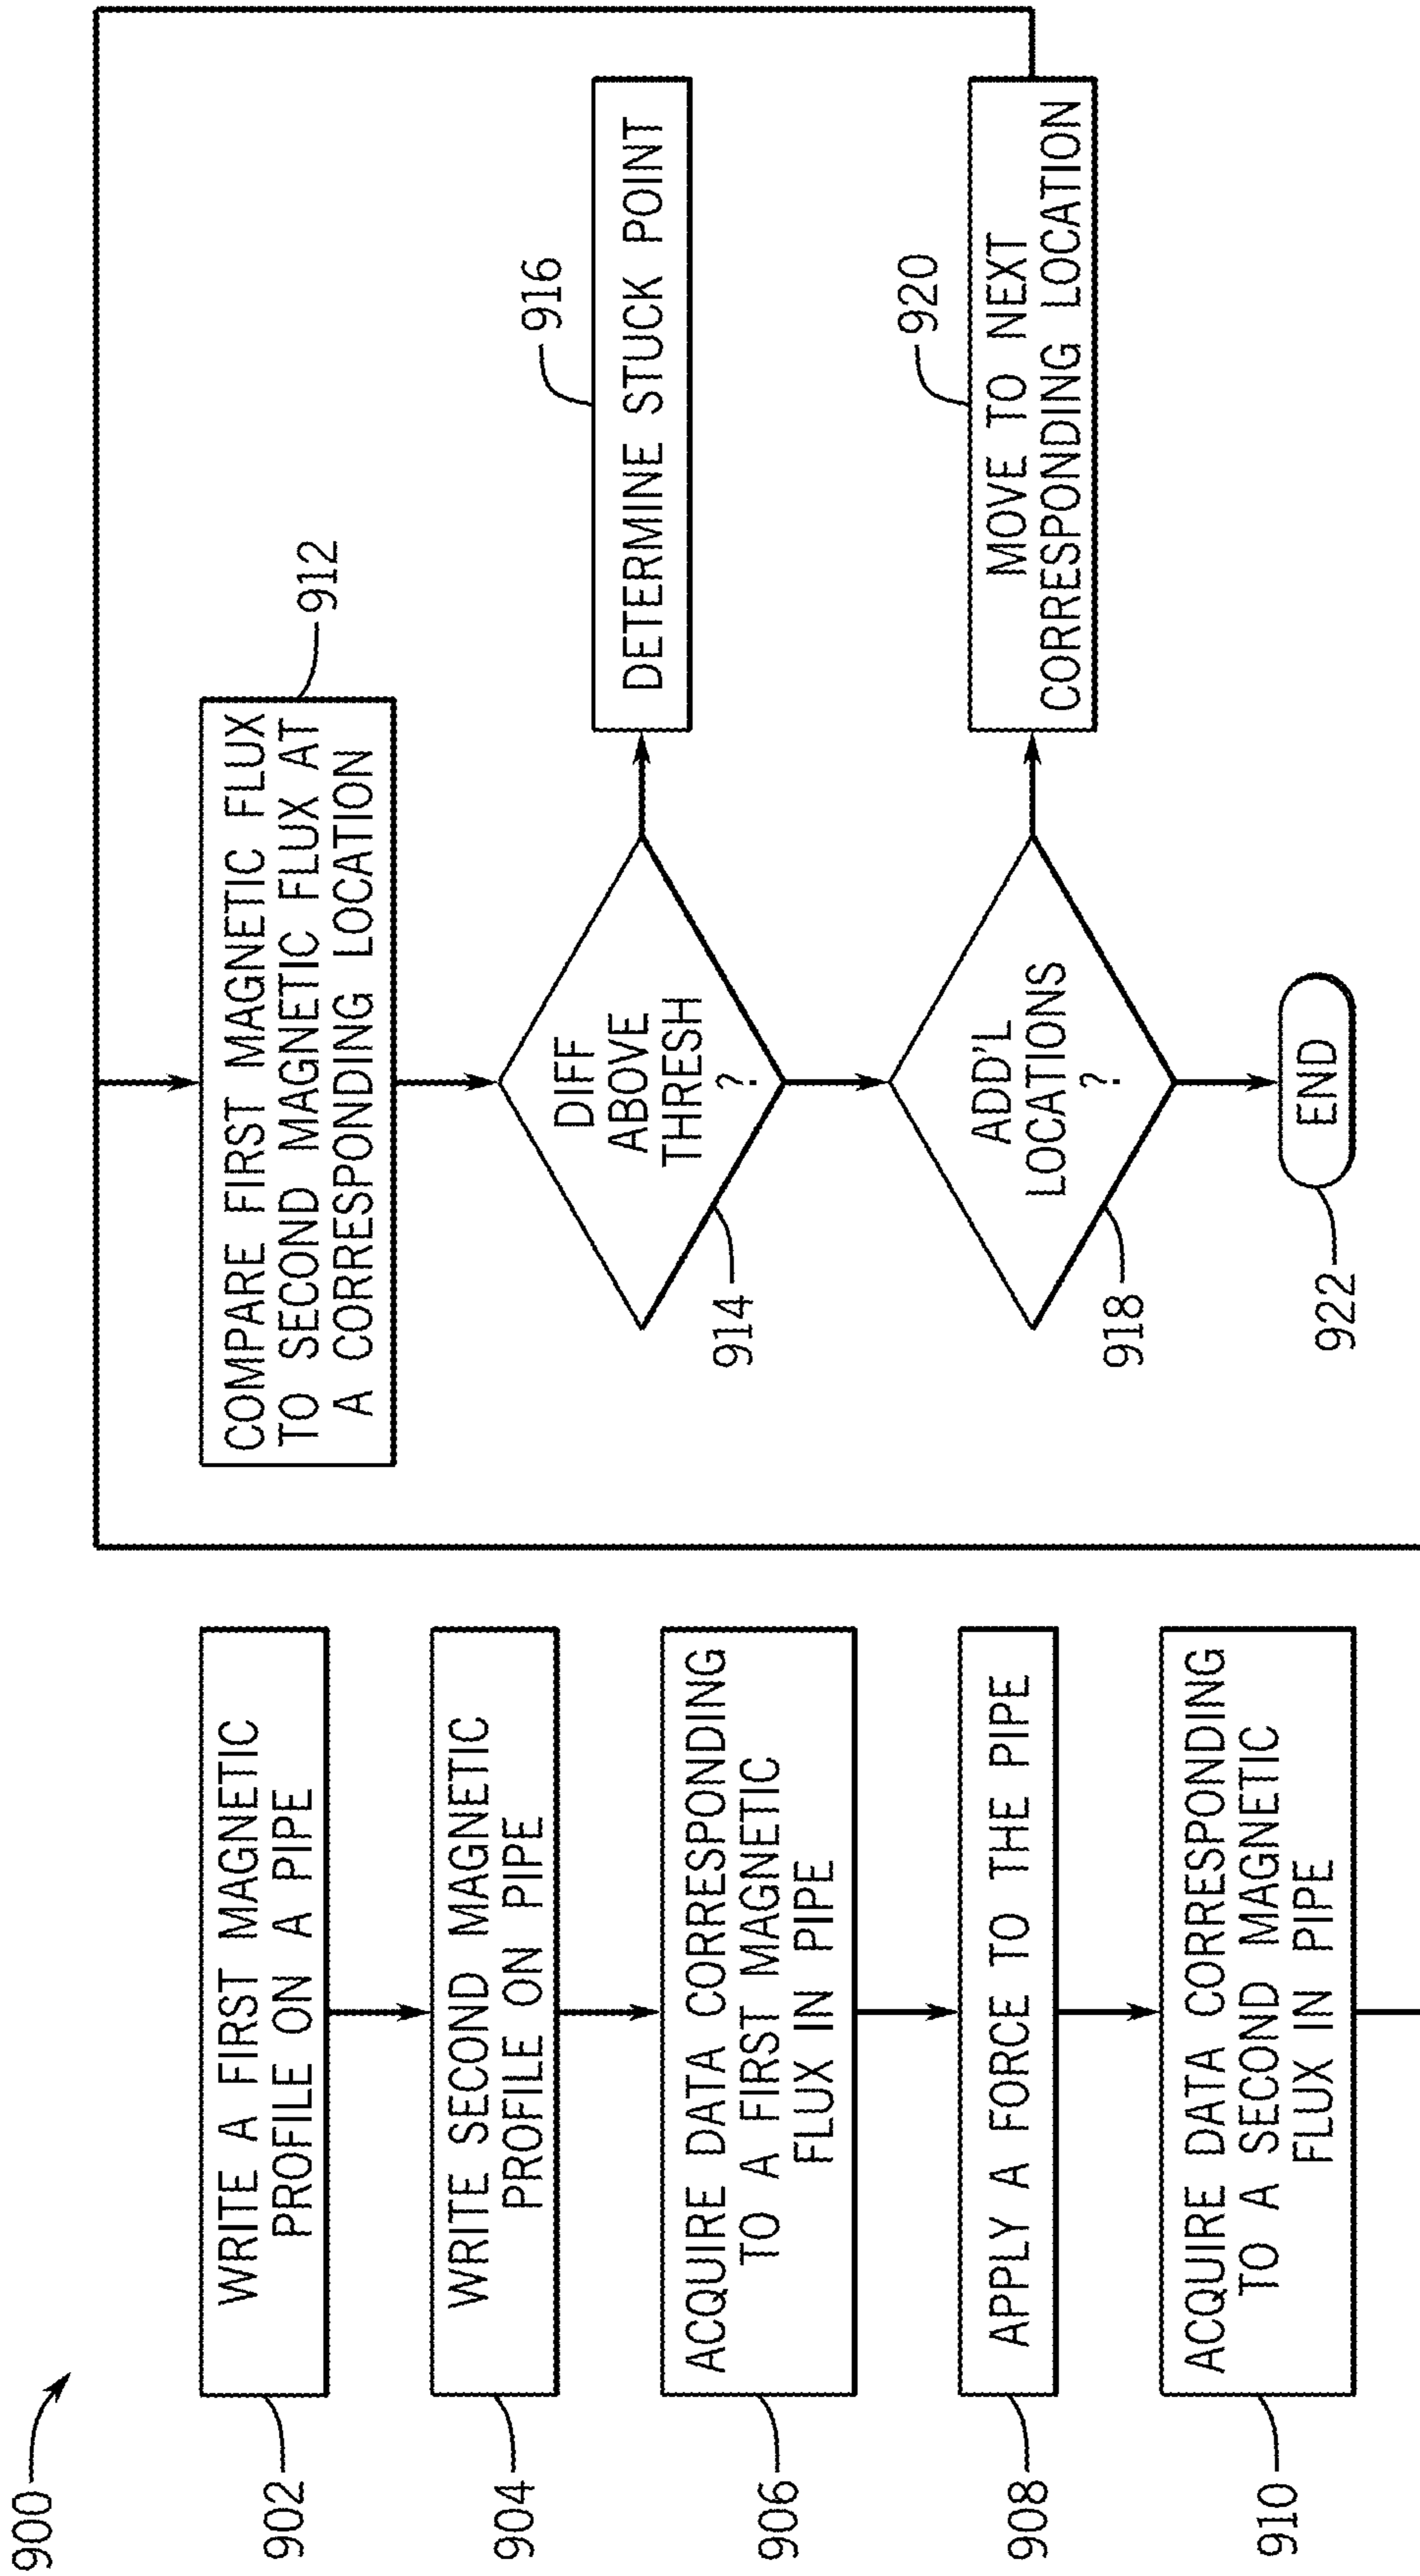 900
902
WRITE A FIRST MAGNETIC
PROFILE ON A PIPE
904
WRITE SECOND MAGNETIC
PROFILE ON PIPE
906
ACQUIRE DATA CORRESPONDING
TO A FIRST MAGNETIC
FLUX IN PIPE
908
APPLY A FORCE TO THE PIPE
910
ACQUIRE DATA CORRESPONDING
TO A SECOND MAGNETIC
FLUX IN PIPE
912
COMPARE FIRST MAGNETIC FLUX
TO SECOND MAGNETIC FLUX AT
A CORRESPONDING LOCATION
914
DIFF
ABOVE
THRESH
?
916
DETERMINE STUCK POINT
918
ADD'L
LOCATIONS
?
920
MOVE TO NEXT
CORRESPONDING LOCATION
922
END